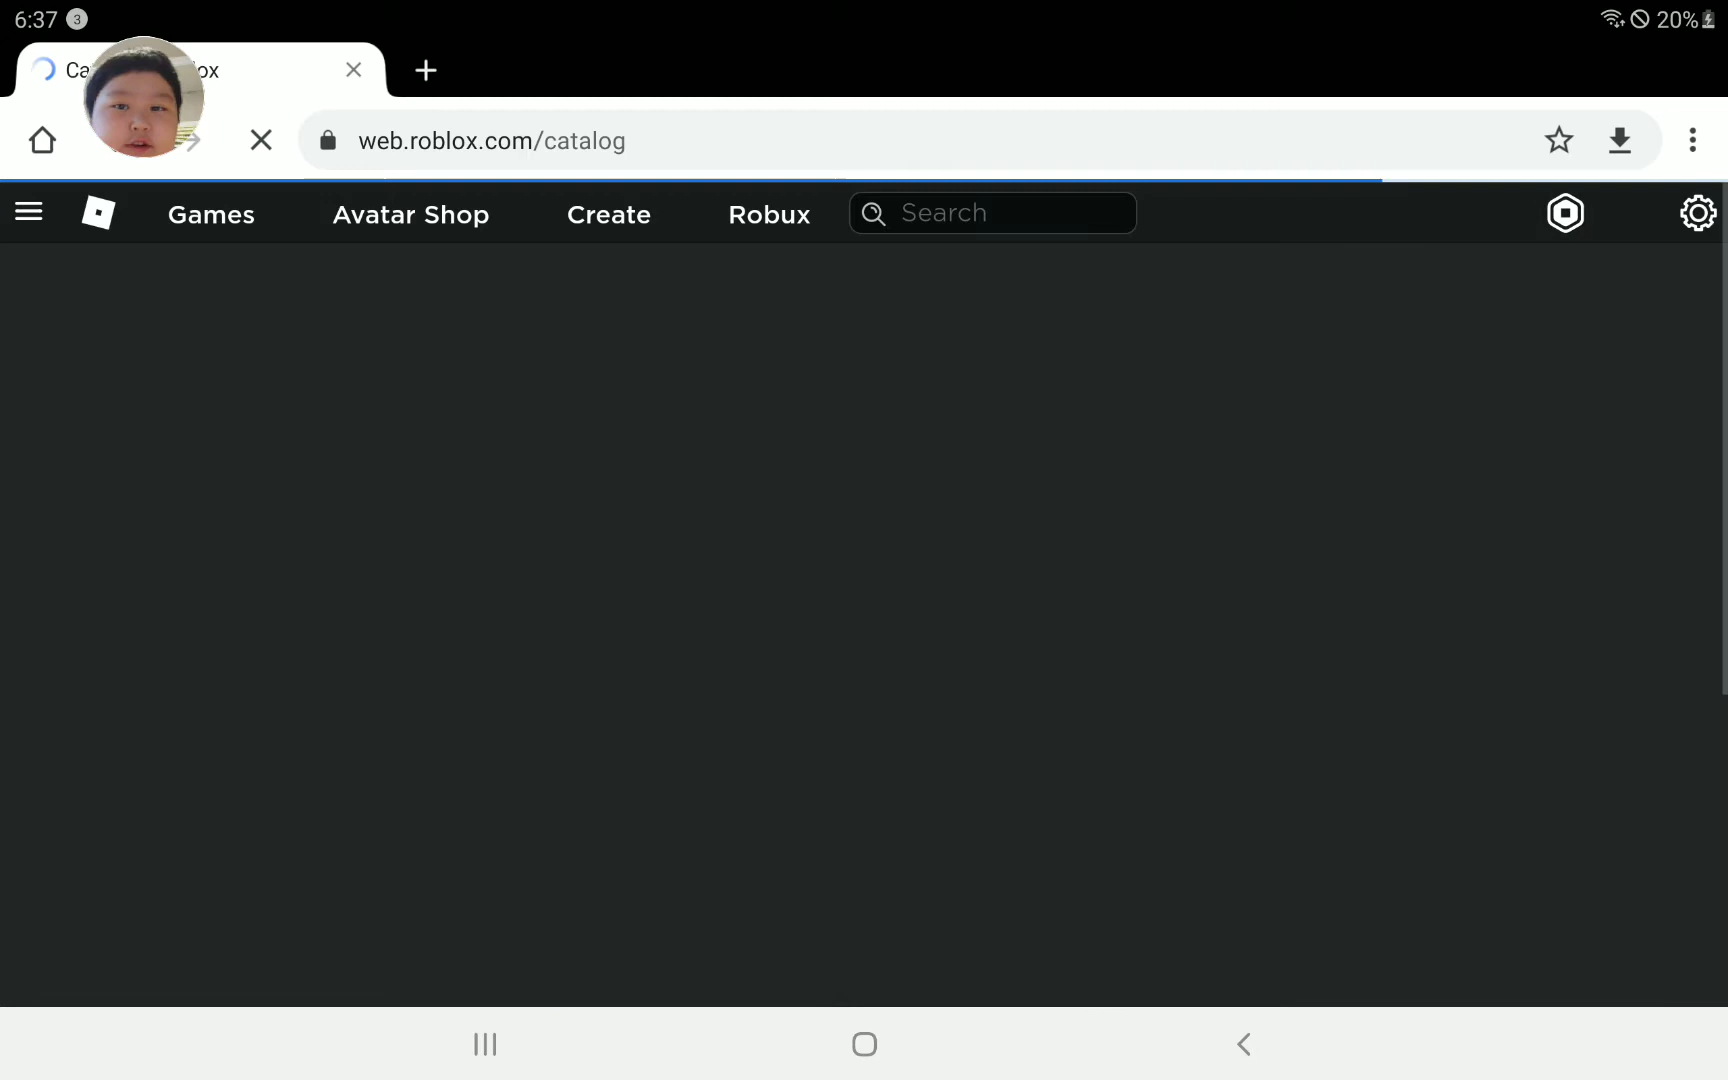 6:37 3
20%
Ca ox
web.roblox.com/catalog
Games Avatar Shop Create Robux Search